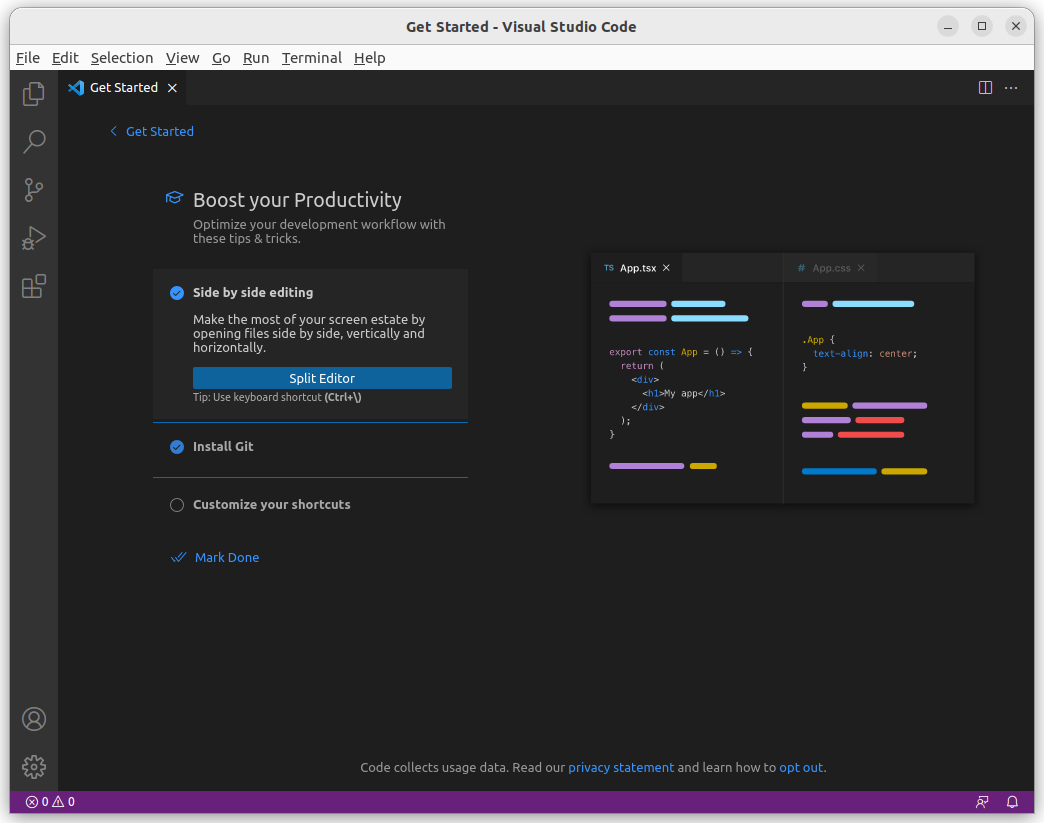 Get Started - Visual Studio Code
File Edit Selection View Go Run Terminal Help
Get Started
Get Started
Boost your Productivity
Optimize your development workflow with
these tips & tricks.
Side by side editing
Make the most of your screen estate by
opening files side by side, vertically and
horizontally.
Split Editor
Tip: Use keyboard shortcut (Ctrl+\)
Install Git
Customize your shortcuts
Mark Done
TS App.tsx
export const App = () => {
return (
<div>
<h1>My app</h1>
</div>
);
}
# App.css
.App {
text-align: center;
}
Code collects usage data. Read our privacy statement and learn how to opt out.
0 0